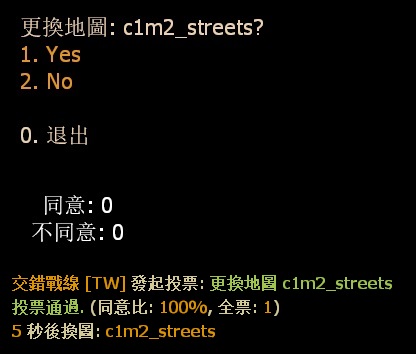 更換地圖: c1m2_streets?
1. Yes
2. No
0. 退出
同意: 0
不同意: 0
交錯戰線 [TW] 發起投票: 更換地圖 c1m2_streets
投票通過. (同意比: 100%, 全票: 1)
5 秒後換圖: c1m2_streets